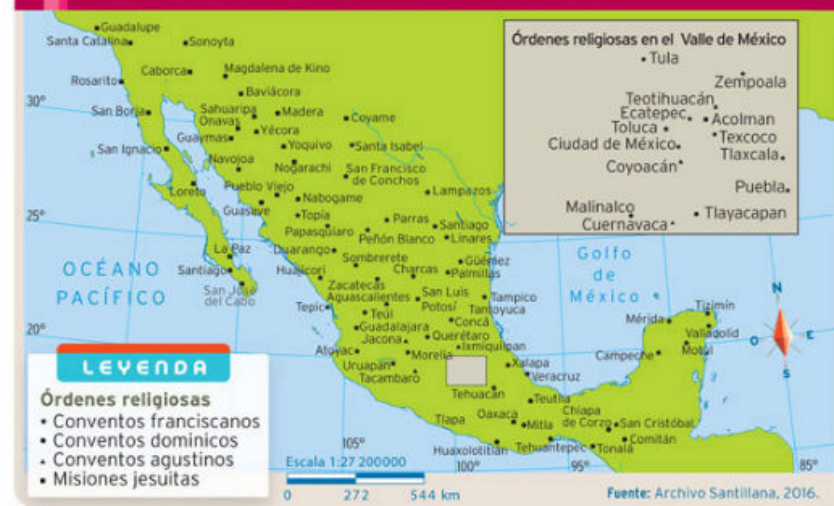 Guadalupe
Santa Catalina
Sonoyta
Caborca
Magdalena de Kino
Rosarito
Baviácora
30°
San Borja
Sahuaripa
Madera
Coyame
Onavas
Guaymas
Yécora
San Ignacio
Yoquivo
Santa Isabel
Navojoa
Nogarachi
San Francisco
de Conchos
Loreto
Pueblo Viejo
Nabogame
Lampazos
25°
Guasave
Topía
Parras
Santiago
Papasquiaro
Peñón Blanco
Linares
La Paz
Duarango
Sombrerete
Güémez
Santiago
Huajicori
Charcas
Palmillas
San José
del Cabo
Zacatecas
Aguascalientes
San Luis
Potosí
Tampico
Tepic
Teúl
Tantoyuca
Guadalajara
Concá
20°
Jacona
Querétaro
Ixmiquilpan
Atoyac
Morelia
Xalapa
Uruapan
Veracruz
Tacambaro
Tehuacán
Teutila
Tlapa
Oaxaca
Mitla
Chiapa
de Corzo
San Cristóbal
Comitán
Huaxolotitlán
Tehuantepec
Tonalá
Mérida
Tizimín
Valladolid
Campeche
Motul
OCÉANO
PACÍFICO
Golfo
de
México
Órdenes religiosas en el Valle de México
Tula
Zempoala
Teotihuacán
Ecatepec
Acolman
Toluca
Texcoco
Ciudad de México
Tlaxcala
Coyoacán
Puebla
Malinalco
Tlayacapan
Cuernavaca
N
O
E
S
LEYENDA
Órdenes religiosas
Conventos franciscanos
Conventos dominicos
Conventos agustinos
Misiones jesuitas
105°
100°
95°
85°
Escala 1:27 200000
0 272 544 km
Fuente: Archivo Santillana, 2016.